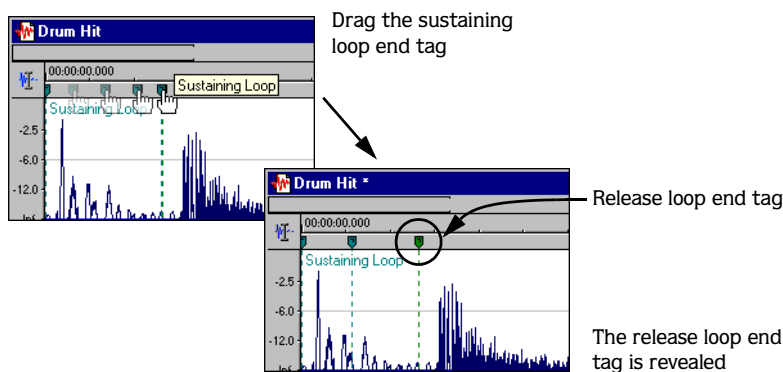 Drag the sustaining
loop end tag
Drum Hit
00:00:00.000
Sustaining Loop
Sustaining Loop
-2.5
-6.0
-12.0
-Inf.
Drum Hit *
00:00:00.000
Sustaining Loop
-2.5
-6.0
-12.0
-Inf.
Release loop end tag
The release loop end
tag is revealed